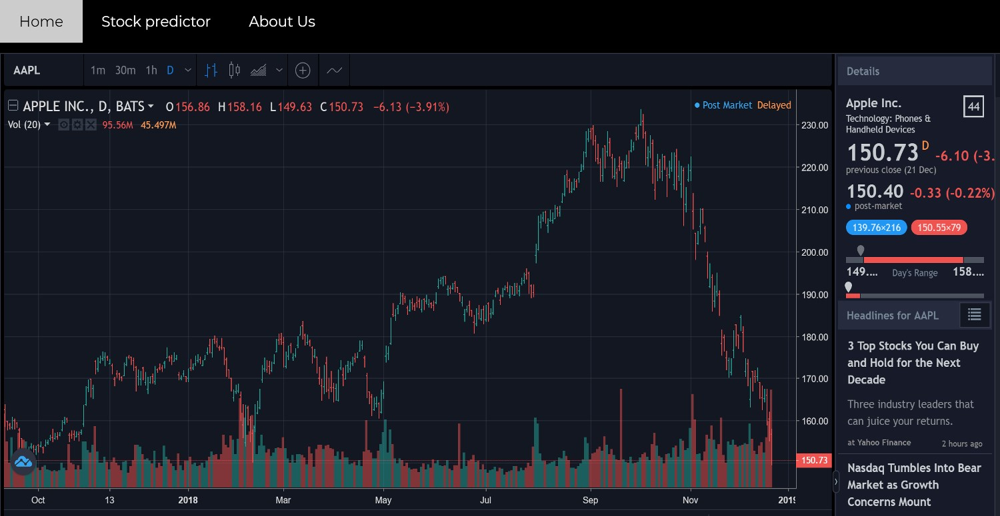 Home Stock predictor About Us
AAPL 1m 30m 1h D
APPLE INC., D, BATS O156.86 H158.16 L149.63 C150.73 −6.13 (−3.91%)
Post Market Delayed
Vol (20) 95.56M 45.497M
230.00
220.00
210.00
200.00
190.00
180.00
170.00
160.00
150.73
Oct 13 2018 Mar May Jul Sep Nov 2019
Details
Apple Inc. 44
Technology: Phones &
Handheld Devices
150.73 D -6.10 (-3.
previous close (21 Dec)
150.40 -0.33 (-0.22%)
post-market
139.76×216 150.55×79
149.... Day's Range 158....
Headlines for AAPL
3 Top Stocks You Can Buy
and Hold for the Next
Decade
Three industry leaders that
can juice your returns.
at Yahoo Finance 2 hours ago
Nasdaq Tumbles Into Bear
Market as Growth
Concerns Mount